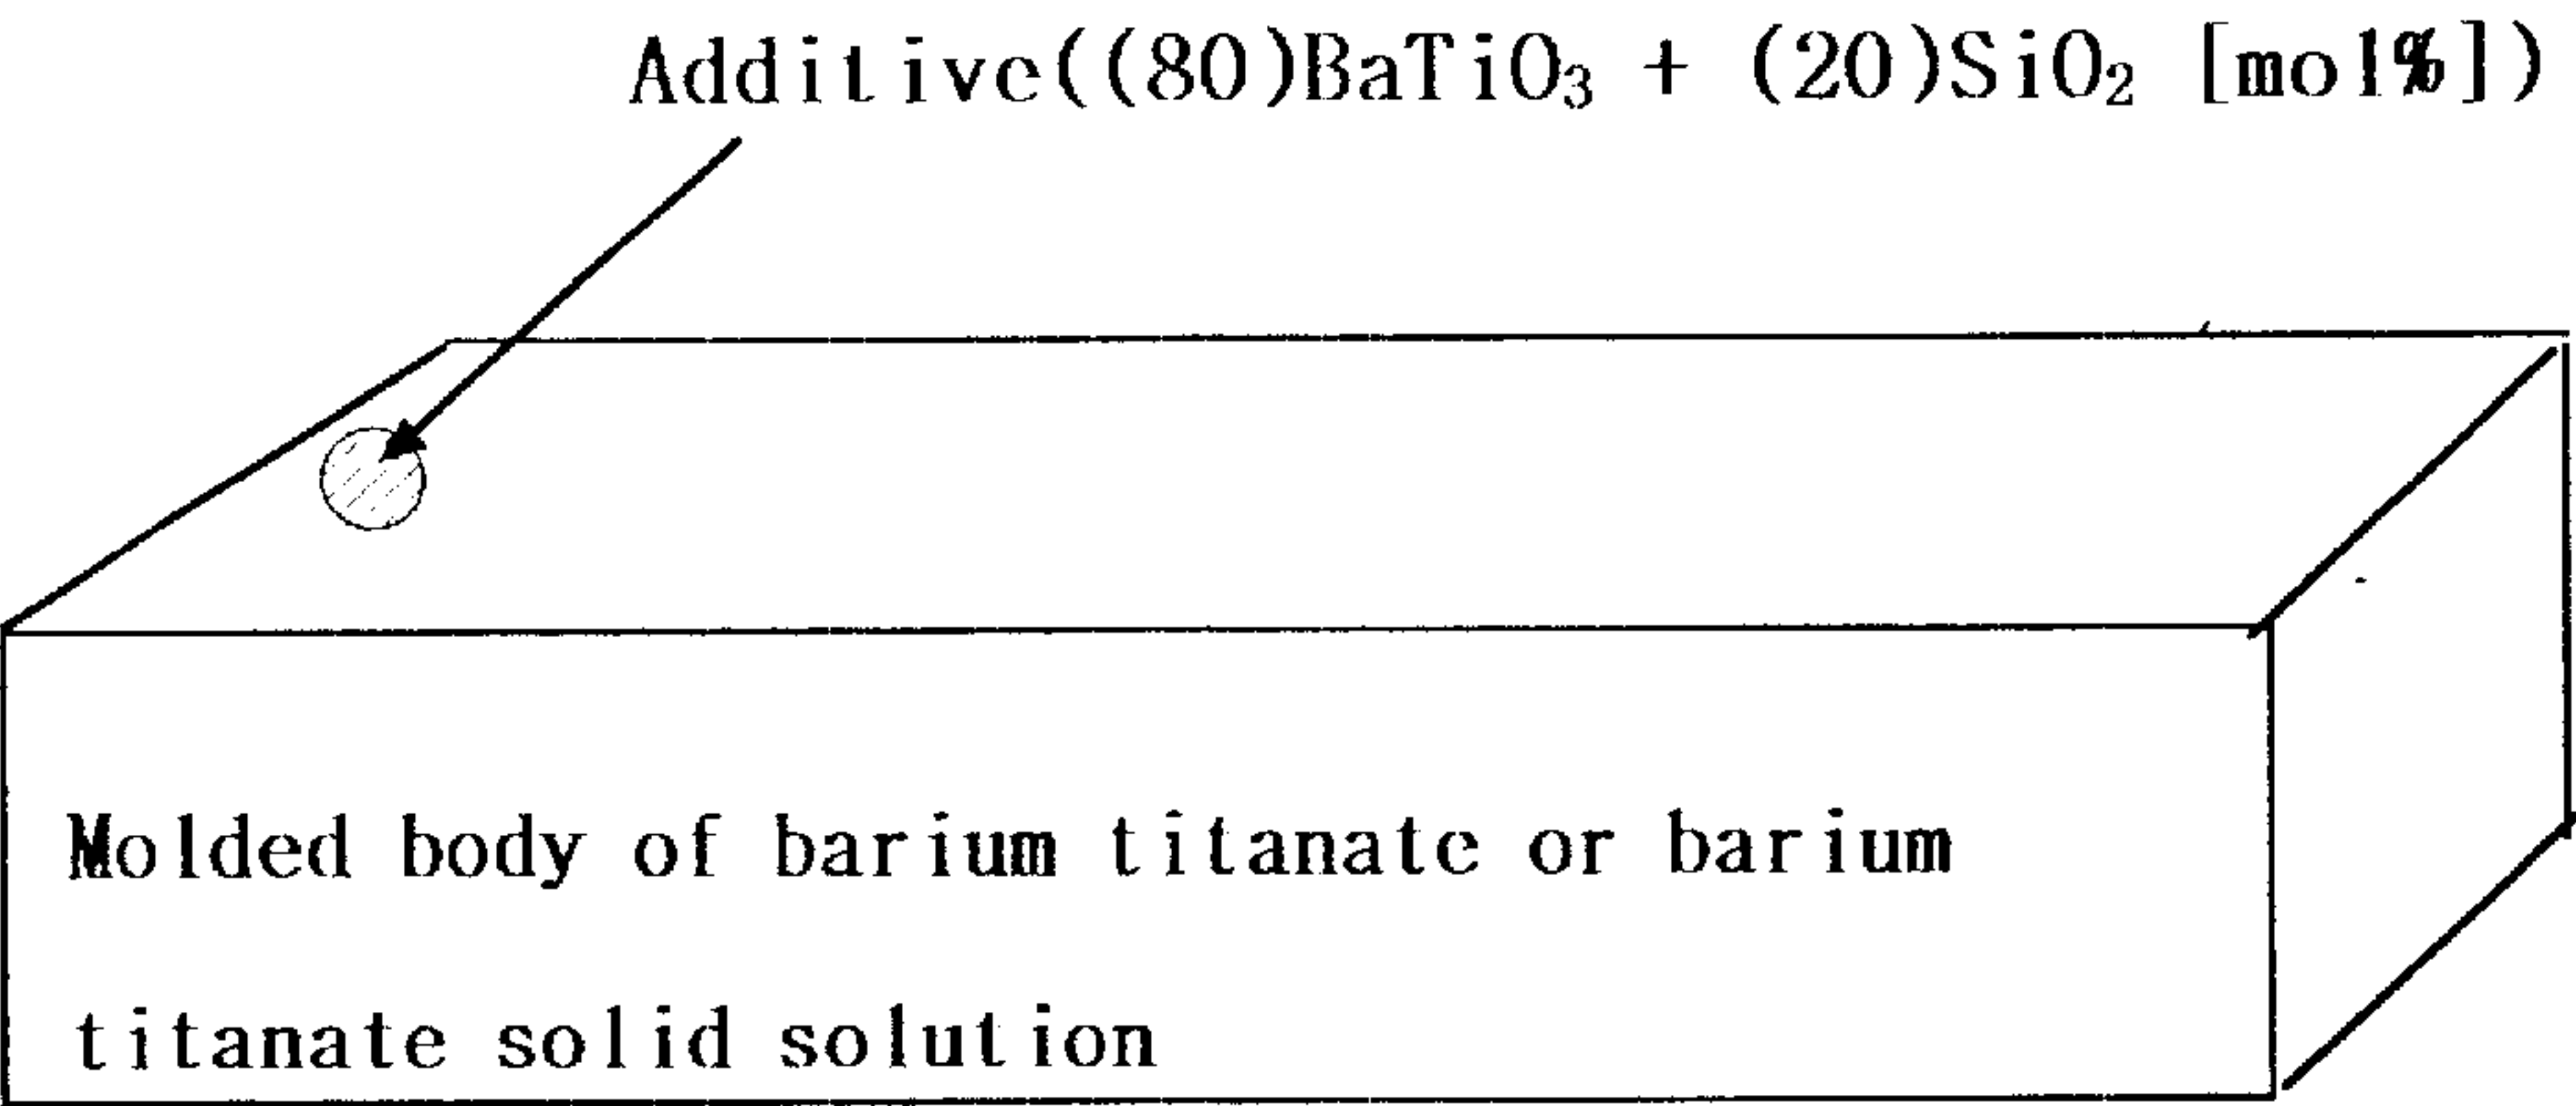 Additive((80)BaTiO₃ + (20)SiO₂ [mol%])
Molded body of barium titanate or barium
titanate solid solution